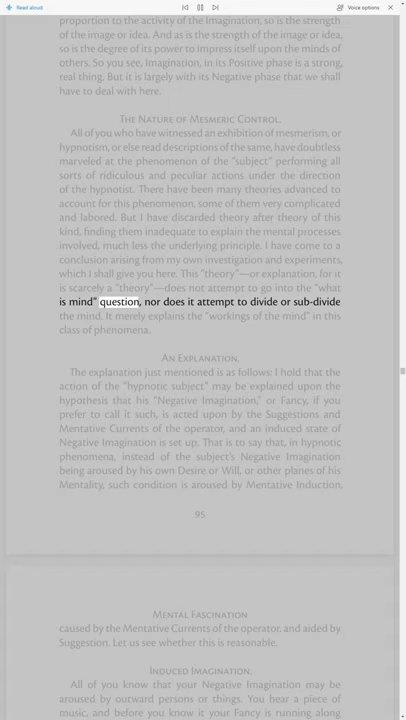 Read aloud
Voice options
proportion to the activity of the Imagination, so is the strength
of the image or idea. And as is the strength of the image or idea,
so is the degree of its power to impress itself upon the minds of
others. So you see, Imagination, in its Positive phase is a strong,
real thing. But it is largely with its Negative phase that we shall
have to deal with here.
The Nature of Mesmeric Control.
All of you who have witnessed an exhibition of mesmerism, or
hypnotism, or else read descriptions of the same, have doubtless
marveled at the phenomenon of the “subject” performing all
sorts of ridiculous and peculiar actions under the direction
of the hypnotist. There have been many theories advanced to
account for this phenomenon, some of them very complicated
and labored. But I have discarded theory after theory of this
kind, finding them inadequate to explain the mental processes
involved, much less the underlying principle. I have come to a
conclusion arising from my own investigation and experiments,
which I shall give you here. This “theory”—or explanation, for it
is scarcely a “theory”—does not attempt to go into the “what
is mind” question, nor does it attempt to divide or sub-divide
the mind. It merely explains the “workings of the mind” in this
class of phenomena.
An Explanation.
The explanation just mentioned is as follows: I hold that the
action of the “hypnotic subject” may be explained upon the
hypothesis that his “Negative Imagination,” or Fancy, if you
prefer to call it such, is acted upon by the Suggestions and
Mentative Currents of the operator, and an induced state of
Negative Imagination is set up. That is to say that, in hypnotic
phenomena, instead of the subject’s Negative Imagination
being aroused by his own Desire or Will, or other planes of his
Mentality, such condition is aroused by Mentative Induction,
95
Mental Fascination
caused by the Mentative Currents of the operator, and aided by
Suggestion. Let us see whether this is reasonable.
Induced Imagination.
All of you know that your Negative Imagination may be
aroused by outward persons or things. You hear a piece of
music, and before you know it your Fancy is running along